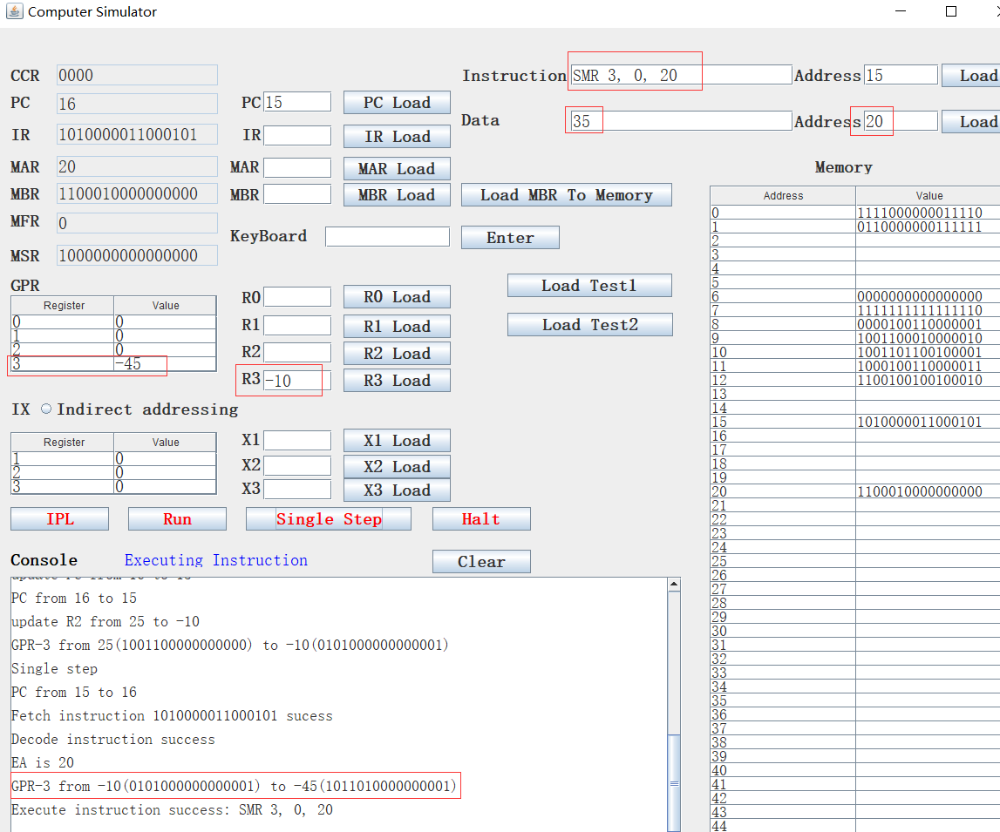 Computer Simulator
CCR 0000
Instruction SMR 3, 0, 20 Address 15 Load
PC 16 PC 15 PC Load
Data 35 Address 20 Load
IR 1010000011000101 IR IR Load
MAR 20 MAR MAR Load
Memory
MBR 1100010000000000 MBR MBR Load Load MBR To Memory
MFR 0
KeyBoard Enter
MSR 1000000000000000
GPR
Register Value
0 0
1 0
2 0
3 -45
R0 R0 Load
R1 R1 Load
R2 R2 Load
R3 -10 R3 Load
Load Test1
Load Test2
IX Indirect addressing
Register Value
1 0
2 0
3 0
X1 X1 Load
X2 X2 Load
X3 X3 Load
IPL Run Single Step Halt
Console Executing Instruction Clear
PC from 16 to 15
update R2 from 25 to -10
GPR-3 from 25(1001100000000000) to -10(0101000000000001)
Single step
PC from 15 to 16
Fetch instruction 1010000011000101 sucess
Decode instruction success
EA is 20
GPR-3 from -10(0101000000000001) to -45(1011010000000001)
Execute instruction success: SMR 3, 0, 20
Address Value
0 1111000000011110
1 0110000000111111
2
3
4
5
6 0000000000000000
7 1111111111111110
8 0000100110000001
9 1001100010000010
10 1001101100100001
11 1000100110000011
12 1100100100100010
13
14
15 1010000011000101
16
17
18
19
20 1100010000000000
21
22
23
24
25
26
27
28
29
30
31
32
33
34
35
36
37
38
39
40
41
42
43
44